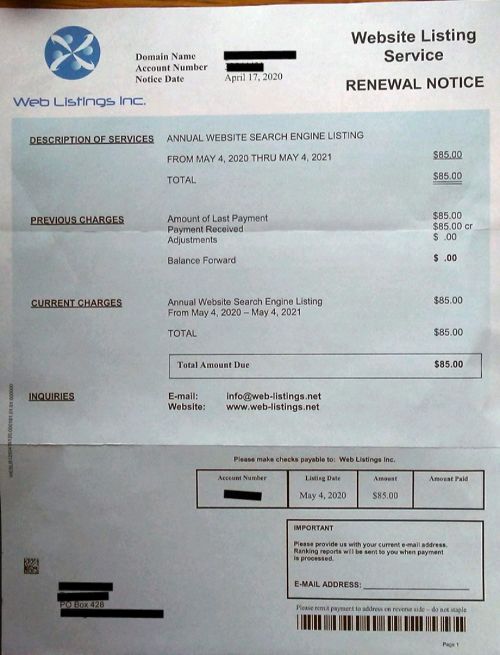 Website Listing
Service
RENEWAL NOTICE
Domain Name
Account Number
Notice Date April 17, 2020
Web Listings Inc.
DESCRIPTION OF SERVICES ANNUAL WEBSITE SEARCH ENGINE LISTING
FROM MAY 4, 2020 THRU MAY 4, 2021 $85.00
TOTAL $85.00
PREVIOUS CHARGES Amount of Last Payment $85.00
Payment Received $85.00 cr
Adjustments $ .00
Balance Forward $ .00
CURRENT CHARGES Annual Website Search Engine Listing $85.00
From May 4, 2020 – May 4, 2021
TOTAL $85.00
Total Amount Due $85.00
INQUIRIES E-mail: info@web-listings.net
Website: www.web-listings.net
Please make checks payable to: Web Listings Inc.
Account Number Listing Date Amount Amount Paid
May 4, 2020 $85.00
IMPORTANT
Please provide us with your current e-mail address.
Ranking reports will be sent to you when payment
is processed.
E-MAIL ADDRESS:
PO Box 428
Please remit payment to address on reverse side – do not staple
Page 1